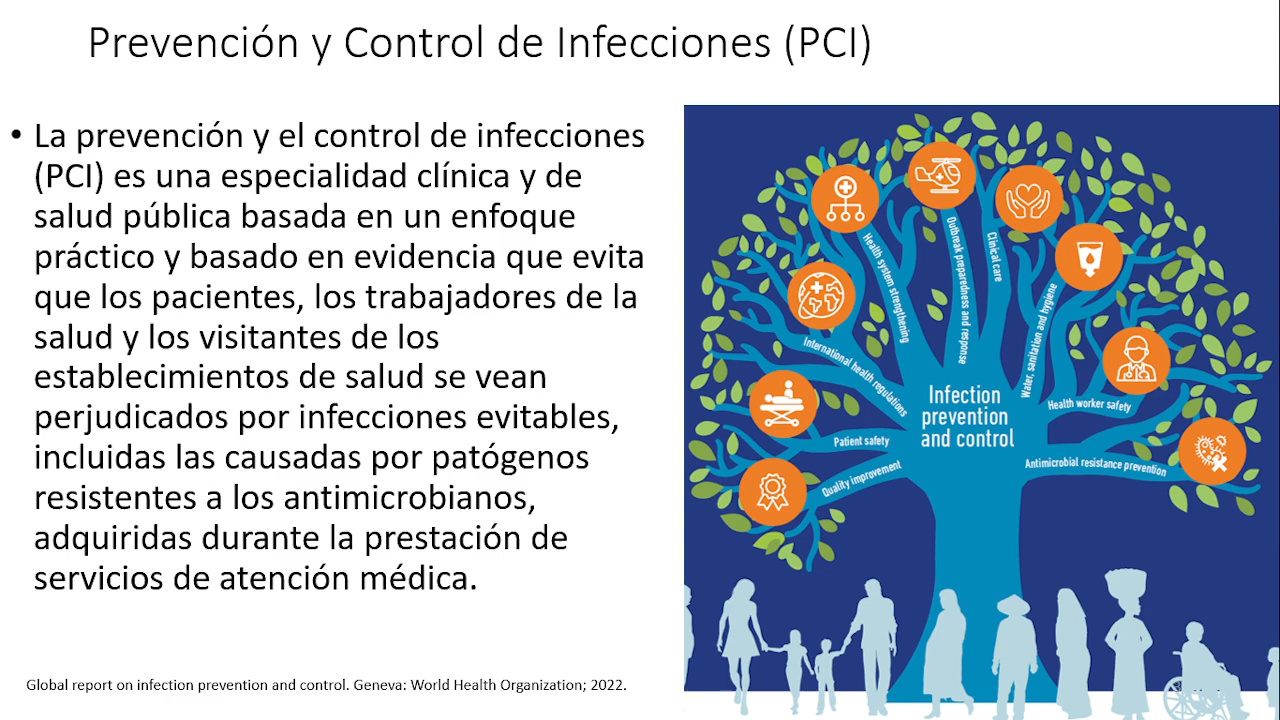 Prevención y Control de Infecciones (PCI)
• La prevención y el control de infecciones
(PCI) es una especialidad clínica y de
salud pública basada en un enfoque
práctico y basado en evidencia que evita
que los pacientes, los trabajadores de la
salud y los visitantes de los
establecimientos de salud se vean
perjudicados por infecciones evitables,
incluidas las causadas por patógenos
resistentes a los antimicrobianos,
adquiridas durante la prestación de
servicios de atención médica.
Global report on infection prevention and control. Geneva: World Health Organization; 2022.
Quality improvement
Patient safety
International health regulations
Health system strengthening
Outbreak preparedness and response
Clinical care
Water, sanitation and hygiene
Health worker safety
Antimicrobial resistance prevention
Infection
prevention
and control